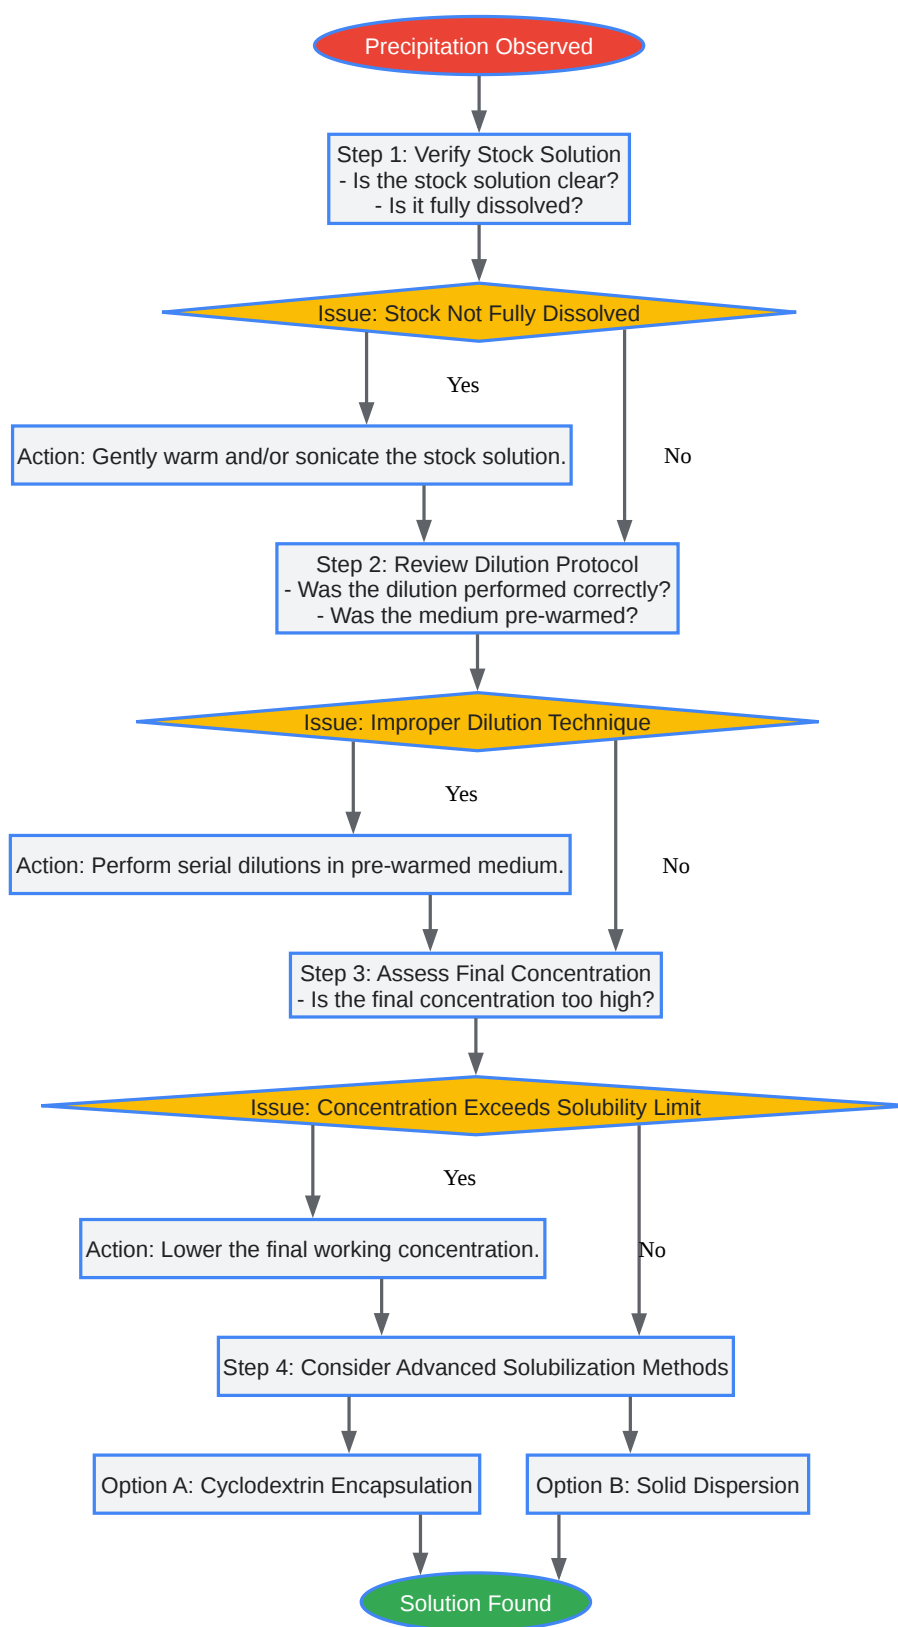 Precipitation Observed
Step 1: Verify Stock Solution
- Is the stock solution clear?
- Is it fully dissolved?
Issue: Stock Not Fully Dissolved
Yes
Action: Gently warm and/or sonicate the stock solution.
No
Step 2: Review Dilution Protocol
- Was the dilution performed correctly?
- Was the medium pre-warmed?
Issue: Improper Dilution Technique
Yes
Action: Perform serial dilutions in pre-warmed medium.
No
Step 3: Assess Final Concentration
- Is the final concentration too high?
Issue: Concentration Exceeds Solubility Limit
Yes
Action: Lower the final working concentration.
No
Step 4: Consider Advanced Solubilization Methods
Option A: Cyclodextrin Encapsulation
Option B: Solid Dispersion
Solution Found